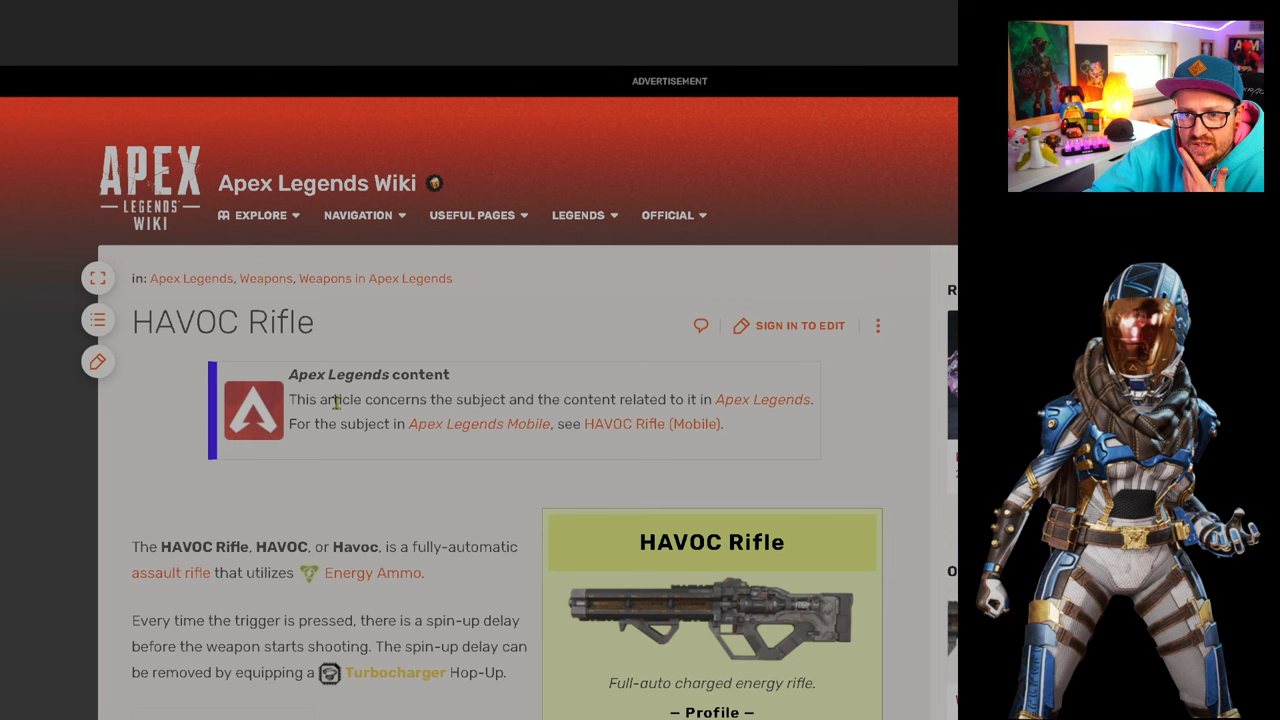 ADVERTISEMENT
APEX
LEGENDS
WIKI
Apex Legends Wiki
EXPLORE NAVIGATION USEFUL PAGES LEGENDS OFFICIAL
in: Apex Legends, Weapons, Weapons in Apex Legends
HAVOC Rifle
SIGN IN TO EDIT
Apex Legends content
This article concerns the subject and the content related to it in Apex Legends.
For the subject in Apex Legends Mobile, see HAVOC Rifle (Mobile).
The HAVOC Rifle, HAVOC, or Havoc, is a fully-automatic
assault rifle that utilizes Energy Ammo.
Every time the trigger is pressed, there is a spin-up delay
before the weapon starts shooting. The spin-up delay can
be removed by equipping a Turbocharger Hop-Up.
HAVOC Rifle
Full-auto charged energy rifle.
– Profile –
R
O